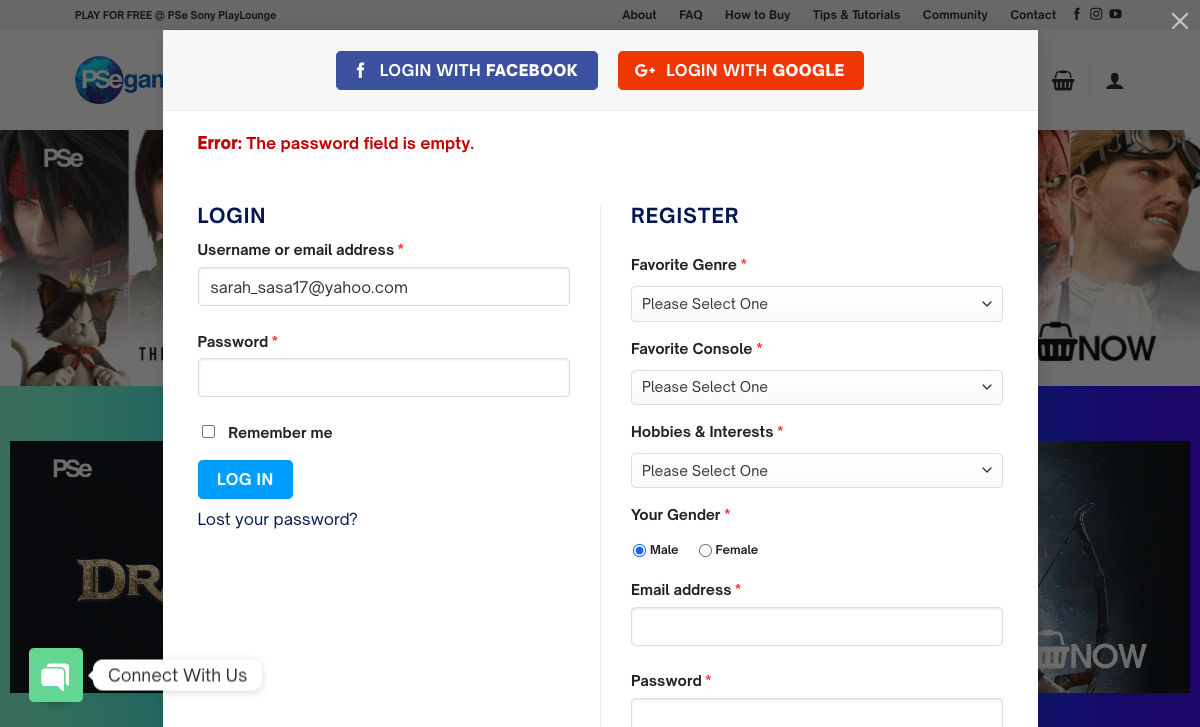 PLAY FOR FREE @ PSe Sony PlayLounge
About FAQ How to Buy Tips & Tutorials Community Contact
PSegam
LOGIN WITH FACEBOOK
G+ LOGIN WITH GOOGLE
Error: The password field is empty.
LOGIN
Username or email address *
sarah_sasa17@yahoo.com
Password *
Remember me
LOG IN
Lost your password?
REGISTER
Favorite Genre *
Please Select One
Favorite Console *
Please Select One
Hobbies & Interests *
Please Select One
Your Gender *
Male Female
Email address *
Password *
PSe
TH
NOW
PSe
DR
NOW
Connect With Us